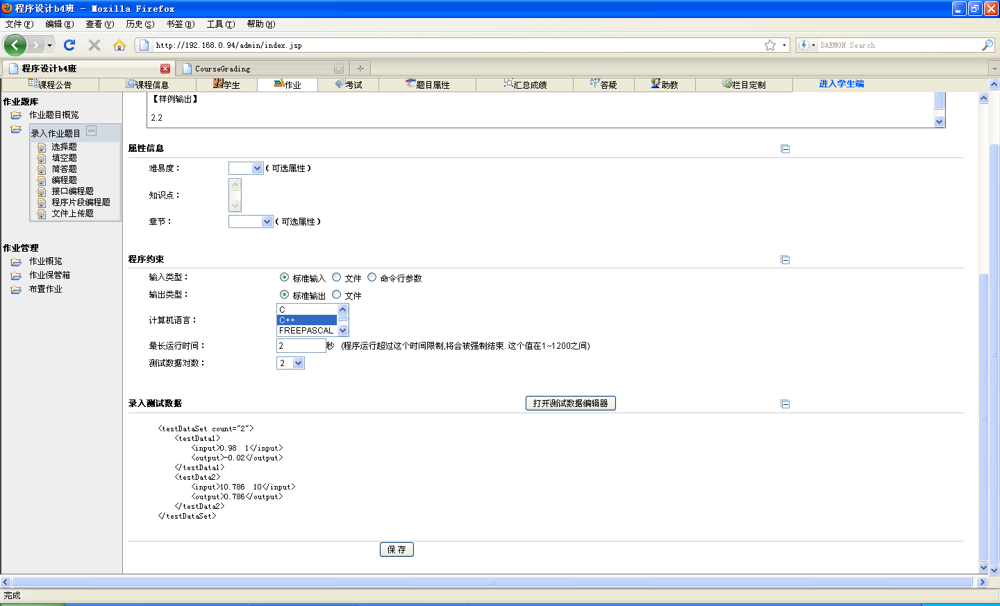 程序设计b4班 - Mozilla Firefox
文件(F) 编辑(E) 查看(V) 历史(S) 书签(B) 工具(T) 帮助(H)
http://192.168.0.94/admin/index.jsp
DAEMON Search
程序设计b4班
CourseGrading
课程公告 课程信息 学生 作业 考试 题目属性 汇总成绩 答疑 助教 栏目定制 进入学生端
作业题库
作业题目概览
录入作业题目
选择题
填空题
简答题
编程题
接口编程题
程序片段编程题
文件上传题
作业管理
作业概览
作业保管箱
布置作业
【样例输出】
2.2
属性信息
难易度： (可选属性)
知识点：
章节： (可选属性)
程序约束
输入类型： 标准输入 文件 命令行参数
输出类型： 标准输出 文件
计算机语言： C
C++
FREEPASCAL
最长运行时间： 2 秒 (程序运行超过这个时间限制,将会被强制结束. 这个值在1~1200之间)
测试数据对数： 2
录入测试数据 打开测试数据编辑器
<testDataSet count="2">
<testData1>
<input>0.98  1</input>
<output>-0.02</output>
</testData1>
<testData2>
<input>10.786  10</input>
<output>0.786</output>
</testData2>
</testDataSet>
保 存
完成